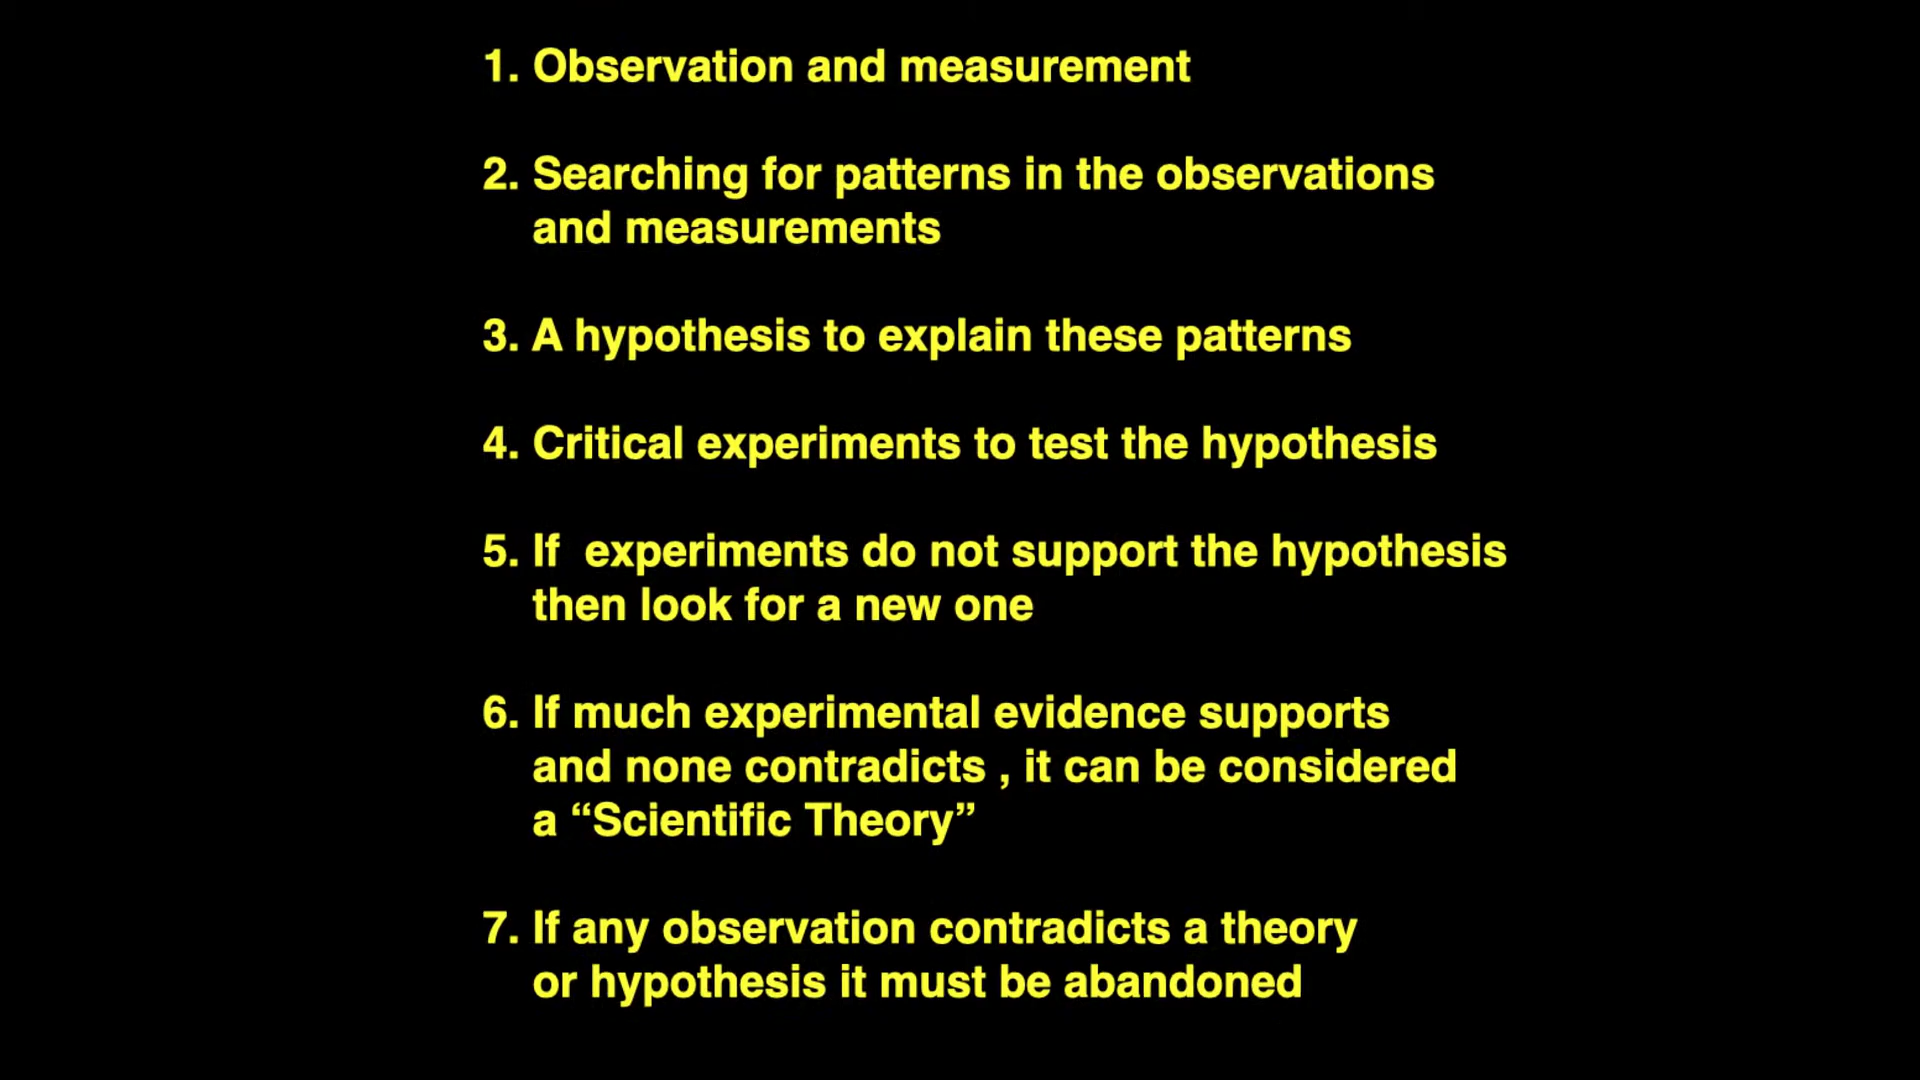 1. Observation and measurement
2. Searching for patterns in the observations
and measurements
3. A hypothesis to explain these patterns
4. Critical experiments to test the hypothesis
5. If  experiments do not support the hypothesis
then look for a new one
6. If much experimental evidence supports
and none contradicts , it can be considered
a “Scientific Theory”
7. If any observation contradicts a theory
or hypothesis it must be abandoned